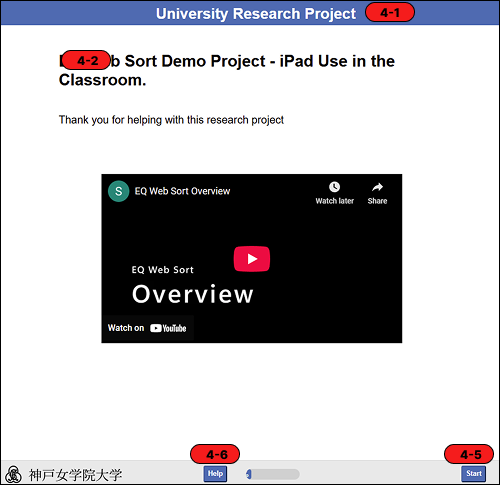 University Research Project
4-1
4-2
b Sort Demo Project - iPad Use in the
Classroom.
Thank you for helping with this research project
S
EQ Web Sort Overview
Watch later
Share
EQ Web Sort
Overview
Watch on YouTube
4-6
4-5
神戸女学院大学
Help
Start